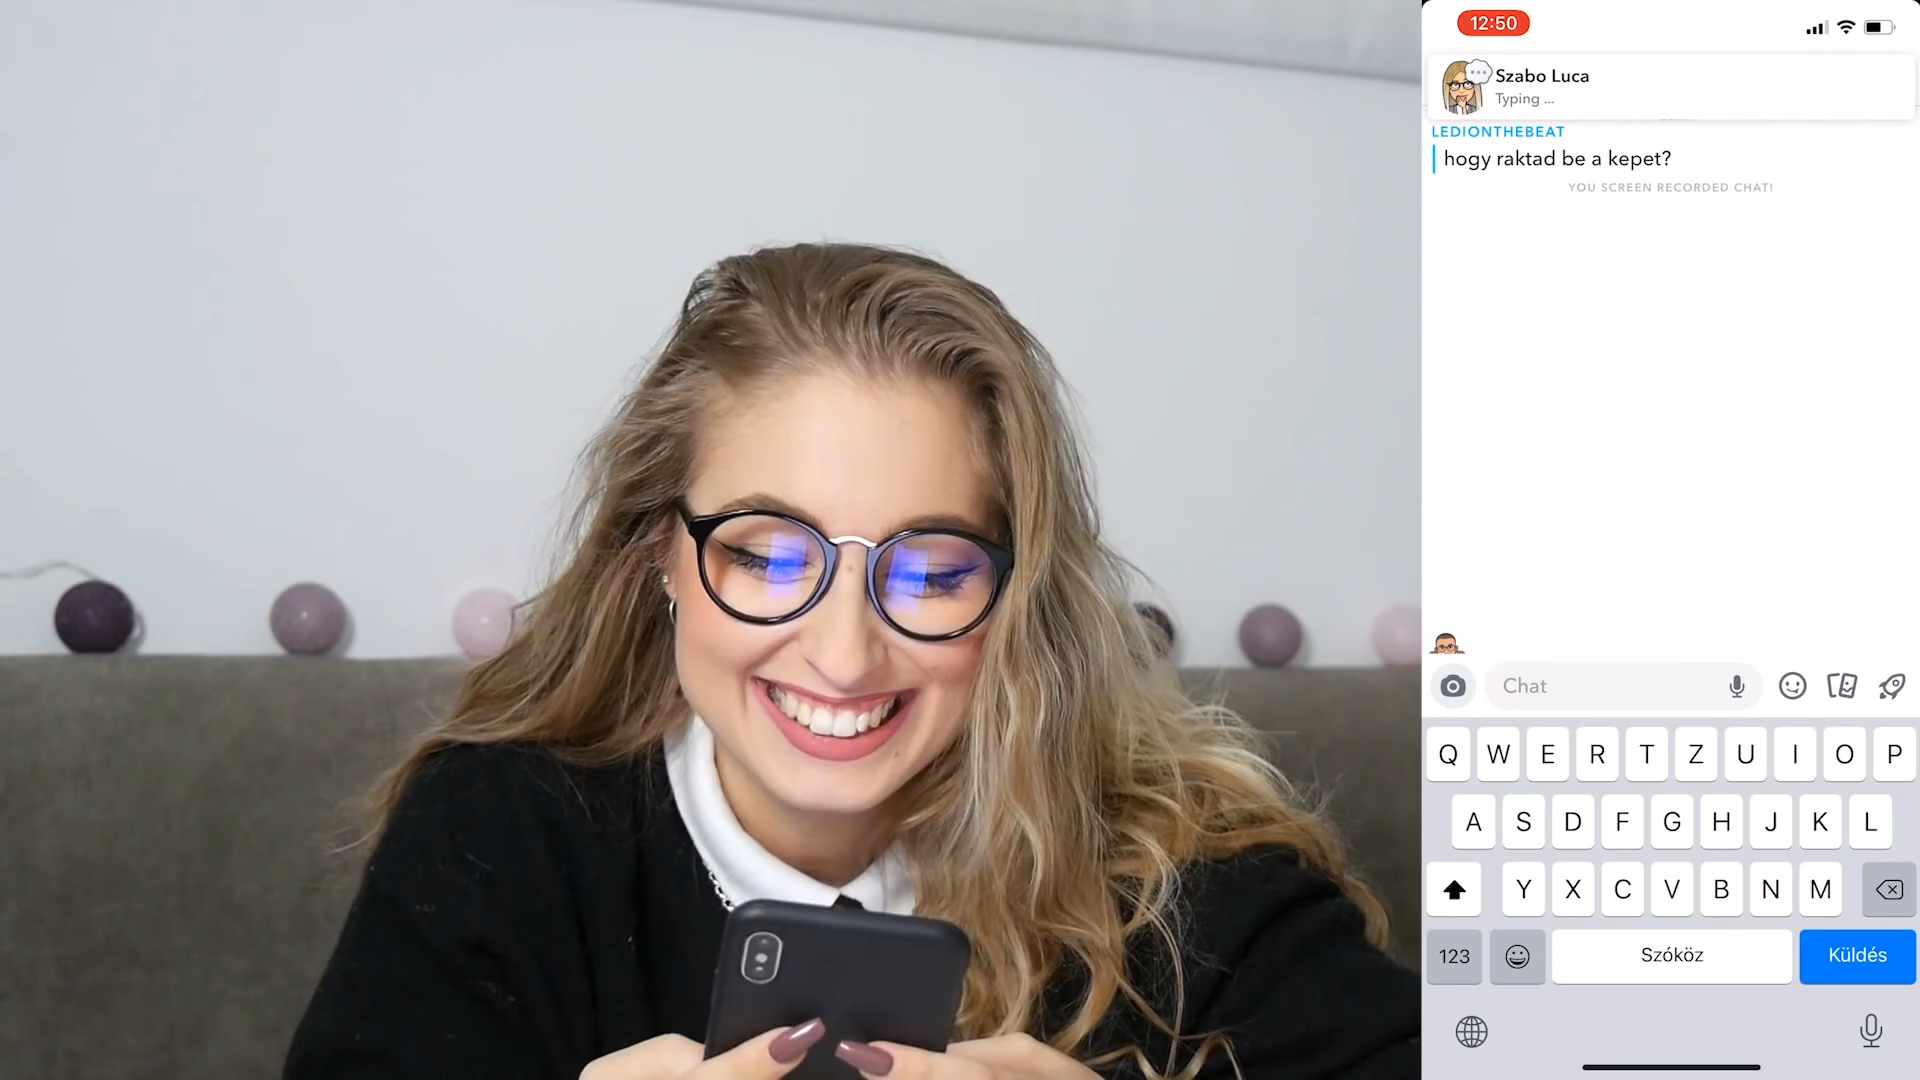 12:50
Szabo Luca
Typing ...
LEDIONTHEBEAT
hogy raktad be a kepet?
YOU SCREEN RECORDED CHAT!
Chat
Q W E R T Z U I O P
A S D F G H J K L
Y X C V B N M
123 Szóköz Küldés